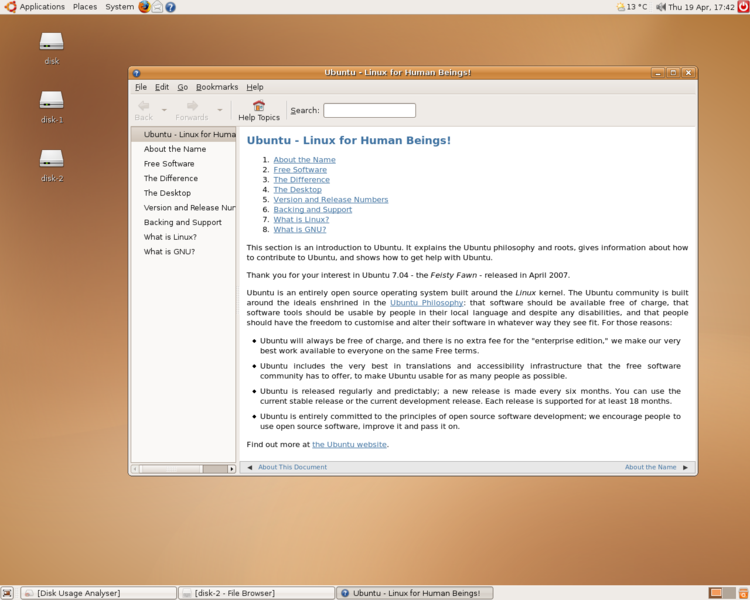 Applications Places System 13 °C Thu 19 Apr, 17:42
disk
disk-1
disk-2
Ubuntu - Linux for Human Beings!
File Edit Go Bookmarks Help
Back Forwards Help Topics Search:
Ubuntu - Linux for Huma
About the Name
Free Software
The Difference
The Desktop
Version and Release Nur
Backing and Support
What is Linux?
What is GNU?
Ubuntu - Linux for Human Beings!
1. About the Name
2. Free Software
3. The Difference
4. The Desktop
5. Version and Release Numbers
6. Backing and Support
7. What is Linux?
8. What is GNU?
This section is an introduction to Ubuntu. It explains the Ubuntu philosophy and roots, gives information about how
to contribute to Ubuntu, and shows how to get help with Ubuntu.
Thank you for your interest in Ubuntu 7.04 - the Feisty Fawn - released in April 2007.
Ubuntu is an entirely open source operating system built around the Linux kernel. The Ubuntu community is built
around the ideals enshrined in the Ubuntu Philosophy: that software should be available free of charge, that
software tools should be usable by people in their local language and despite any disabilities, and that people
should have the freedom to customise and alter their software in whatever way they see fit. For those reasons:
Ubuntu will always be free of charge, and there is no extra fee for the "enterprise edition," we make our very
best work available to everyone on the same Free terms.
Ubuntu includes the very best in translations and accessibility infrastructure that the free software
community has to offer, to make Ubuntu usable for as many people as possible.
Ubuntu is released regularly and predictably; a new release is made every six months. You can use the
current stable release or the current development release. Each release is supported for at least 18 months.
Ubuntu is entirely committed to the principles of open source software development; we encourage people to
use open source software, improve it and pass it on.
Find out more at the Ubuntu website.
About This Document About the Name
[Disk Usage Analyser] [disk-2 - File Browser] Ubuntu - Linux for Human Beings!